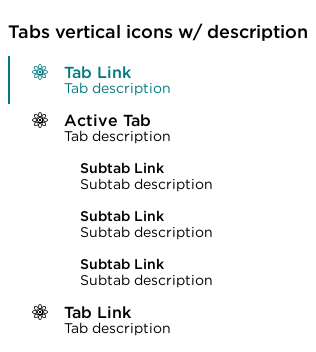 Tabs vertical icons w/ description
Tab Link
Tab description
Active Tab
Tab description
Subtab Link
Subtab description
Subtab Link
Subtab description
Subtab Link
Subtab description
Tab Link
Tab description